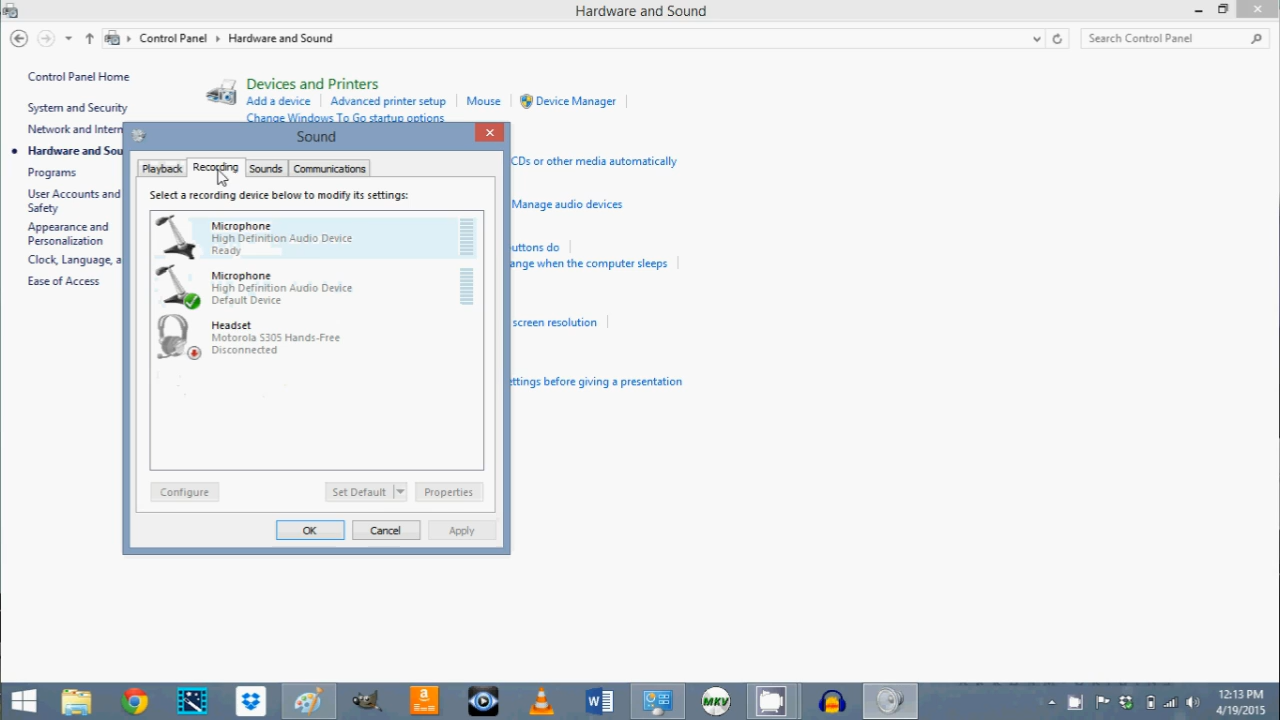 Hardware and Sound
Control Panel Hardware and Sound
Search Control Panel
Control Panel Home
System and Security
Network and Intern
Hardware and Sou
Programs
User Accounts and
Safety
Appearance and
Personalization
Clock, Language, a
Ease of Access
Devices and Printers
Add a device Advanced printer setup Mouse Device Manager
Change Windows To Go startup options
CDs or other media automatically
Manage audio devices
uttons do
ange when the computer sleeps
screen resolution
ettings before giving a presentation
Sound
Playback Recording Sounds Communications
Select a recording device below to modify its settings:
Microphone
High Definition Audio Device
Ready
Microphone
High Definition Audio Device
Default Device
Headset
Motorola S305 Hands-Free
Disconnected
Configure Set Default Properties
OK Cancel Apply
a
W
MKV
12:13 PM
4/19/2015